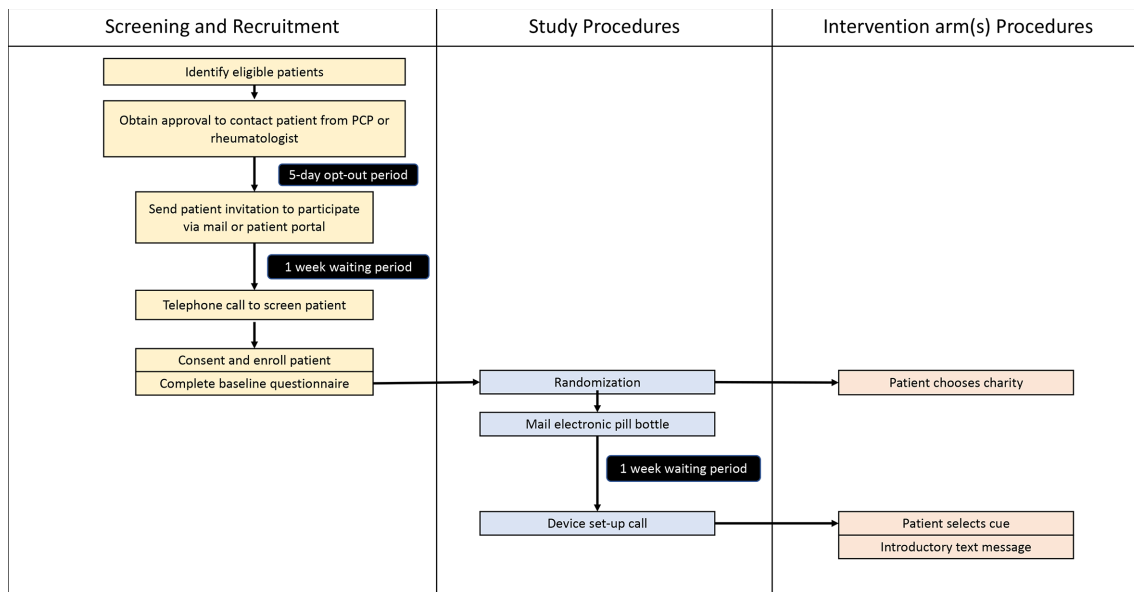 Screening and Recruitment
Study Procedures
Intervention arm(s) Procedures
Identify eligible patients
Obtain approval to contact patient from PCP or
rheumatologist
5-day opt-out period
Send patient invitation to participate
via mail or patient portal
1 week waiting period
Telephone call to screen patient
Consent and enroll patient
Complete baseline questionnaire
Randomization
Patient chooses charity
Mail electronic pill bottle
1 week waiting period
Device set-up call
Patient selects cue
Introductory text message